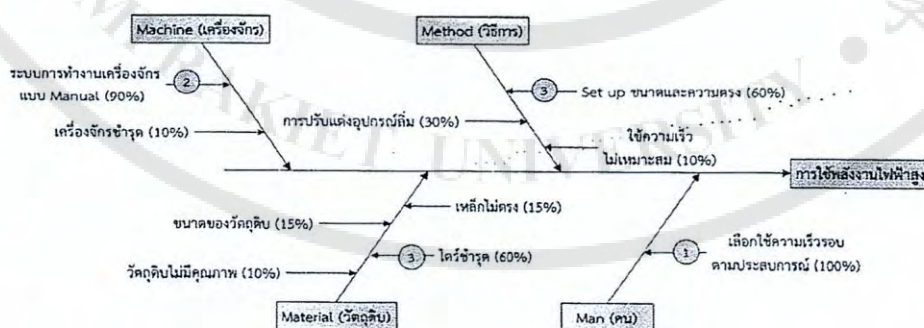 Machine (เครื่องจักร)
Method (วิธีการ)
ระบบการทำงานเครื่องจักร
แบบ Manual (90%)
2
3
Set up ขนาดและความตรง (60%)
เครื่องจักรชำรุด (10%)
การปรับแต่งอุปกรณ์ลิ่ม (30%)
ใช้ความเร็ว
ไม่เหมาะสม (10%)
การใช้พลังงานไฟฟ้าสูง
เหล็กไม่ตรง (15%)
ขนาดของวัตถุดิบ (15%)
3
ไดว์ชำรุด (60%)
วัตถุดิบไม่มีคุณภาพ (10%)
1
เลือกใช้ความเร็วรอบ
ตามประสบการณ์ (100%)
Material (วัตถุดิบ)
Man (คน)
UNIVERSITY